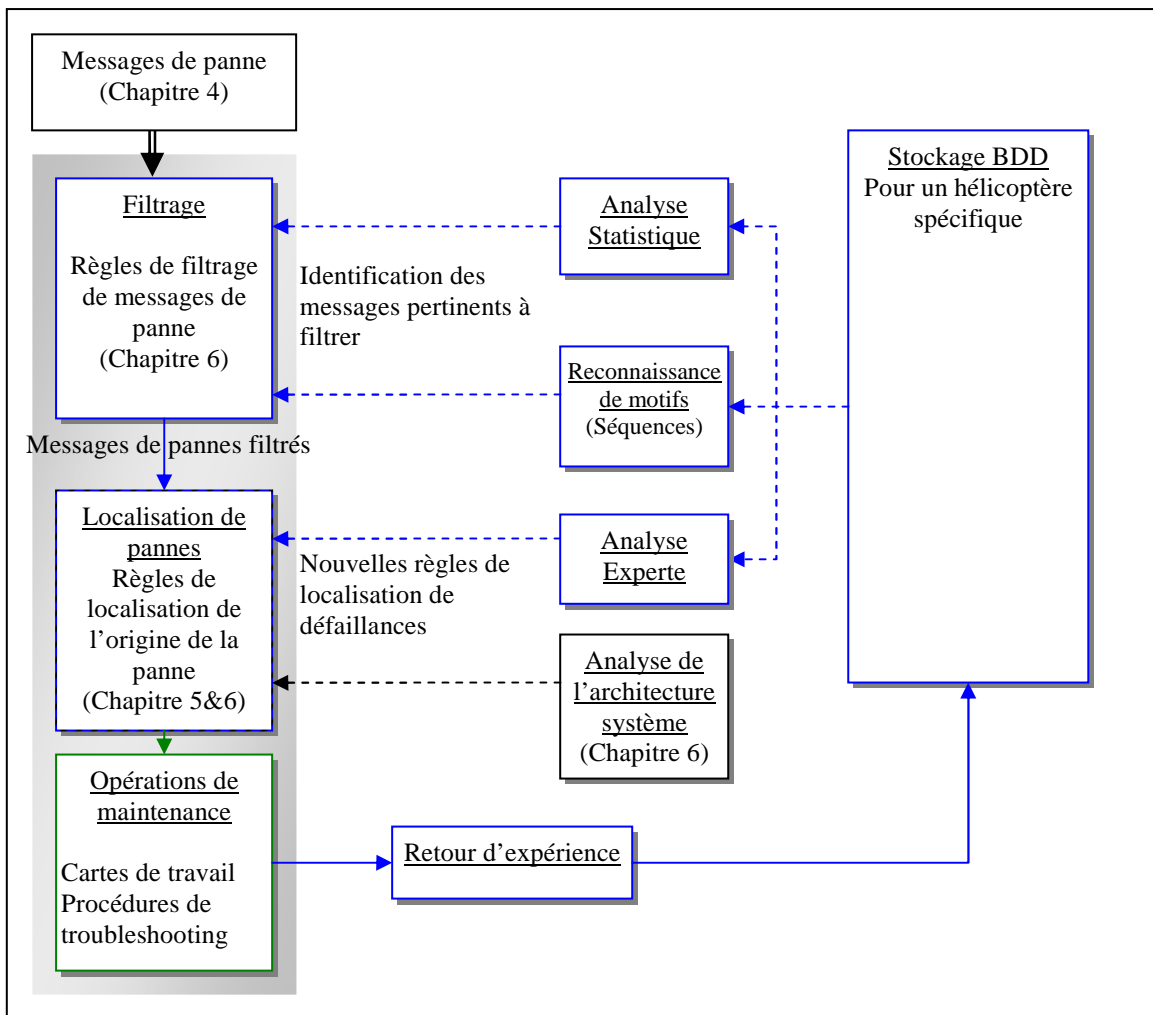 Messages de panne
(Chapitre 4)
Filtrage
Règles de filtrage
de messages de
panne
(Chapitre 6)
Messages de pannes filtrés
Localisation de
pannes
Règles de
localisation de
l’origine de la
panne
(Chapitre 5&6)
Opérations de
maintenance
Cartes de travail
Procédures de
troubleshooting
Identification des
messages pertinents à
filtrer
Nouvelles règles de
localisation de
défaillances
Analyse
Statistique
Reconnaissance
de motifs
(Séquences)
Analyse
Experte
Analyse de
l’architecture
système
(Chapitre 6)
Retour d’expérience
Stockage BDD
Pour un hélicoptère
spécifique